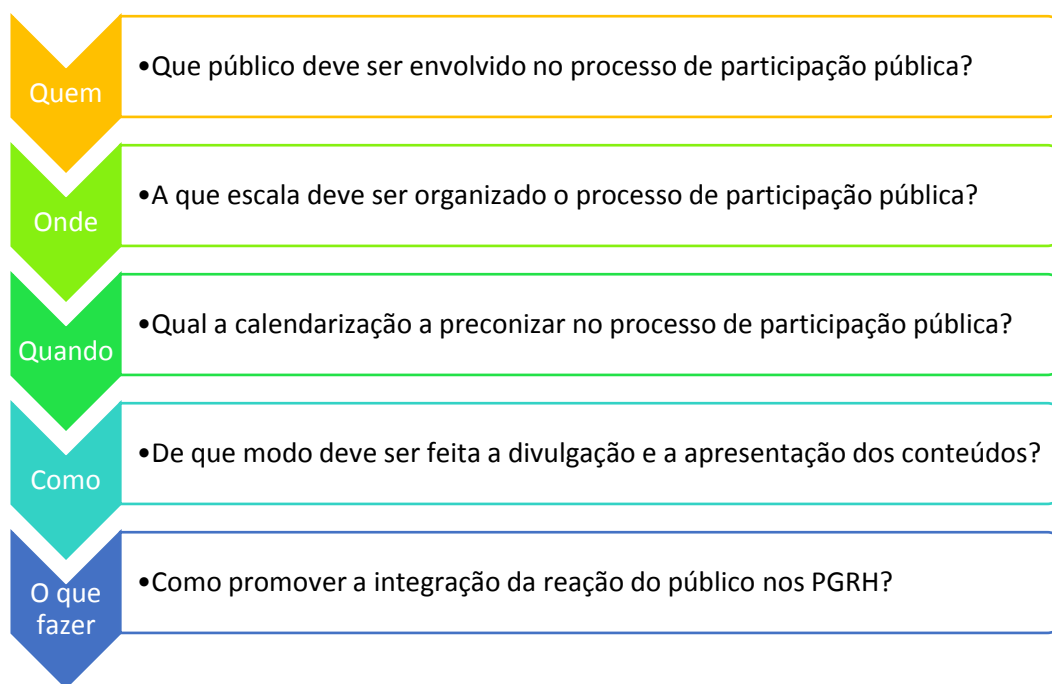 Quem
•Que público deve ser envolvido no processo de participação pública?
Onde
•A que escala deve ser organizado o processo de participação pública?
Quando
•Qual a calendarização a preconizar no processo de participação pública?
Como
•De que modo deve ser feita a divulgação e a apresentação dos conteúdos?
O que
fazer
•Como promover a integração da reação do público nos PGRH?